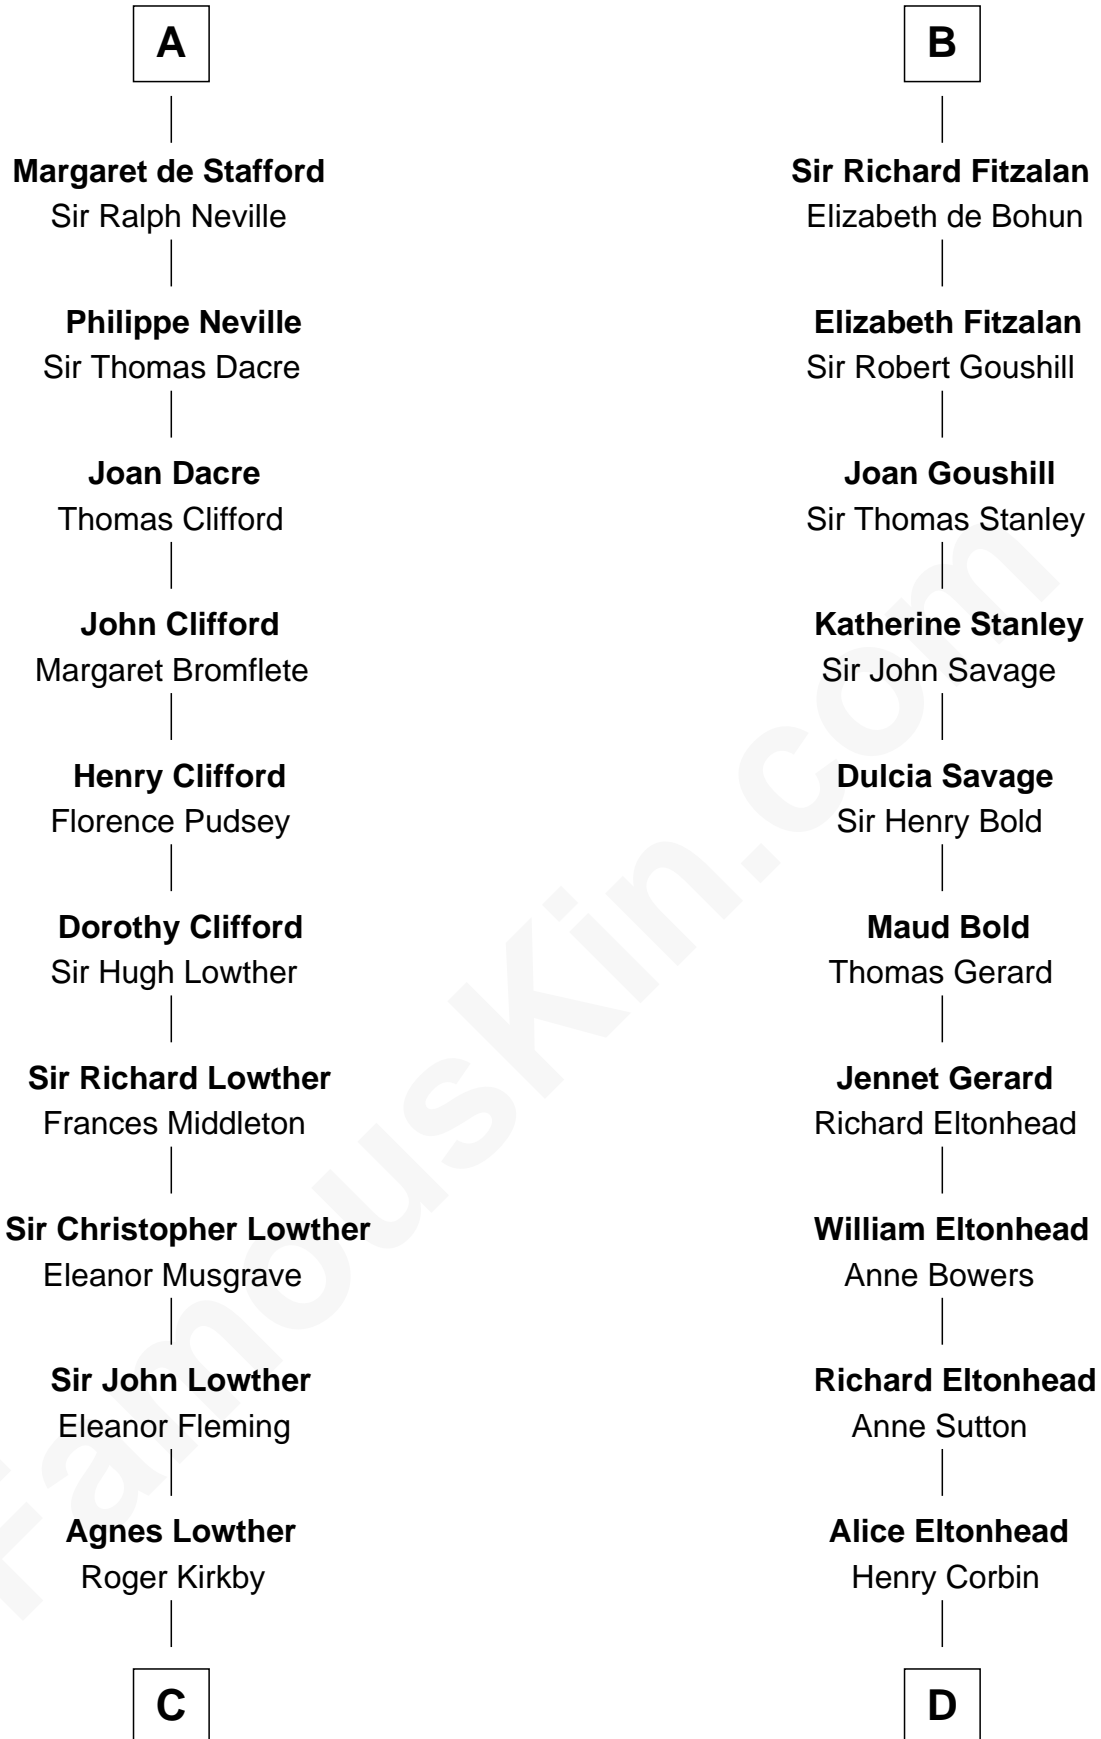 A
Margaret de Stafford
Sir Ralph Neville
Philippe Neville
Sir Thomas Dacre
Joan Dacre
Thomas Clifford
John Clifford
Margaret Bromflete
Henry Clifford
Florence Pudsey
Dorothy Clifford
Sir Hugh Lowther
Sir Richard Lowther
Frances Middleton
Sir Christopher Lowther
Eleanor Musgrave
Sir John Lowther
Eleanor Fleming
Agnes Lowther
Roger Kirkby
C
B
Sir Richard Fitzalan
Elizabeth de Bohun
Elizabeth Fitzalan
Sir Robert Goushill
Joan Goushill
Sir Thomas Stanley
Katherine Stanley
Sir John Savage
Dulcia Savage
Sir Henry Bold
Maud Bold
Thomas Gerard
Jennet Gerard
Richard Eltonhead
William Eltonhead
Anne Bowers
Richard Eltonhead
Anne Sutton
Alice Eltonhead
Henry Corbin
D
FamousKin.com